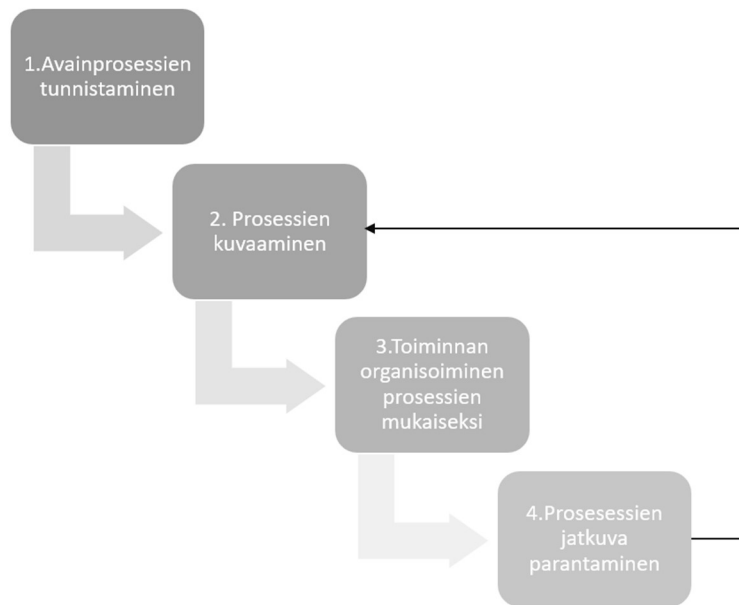 1.Avainprosessien
tunnistaminen
2. Prosessien
kuvaaminen
3.Toiminnan
organisoiminen
prosessien
mukaiseksi
4.Prosesessien
jatkuva
parantaminen